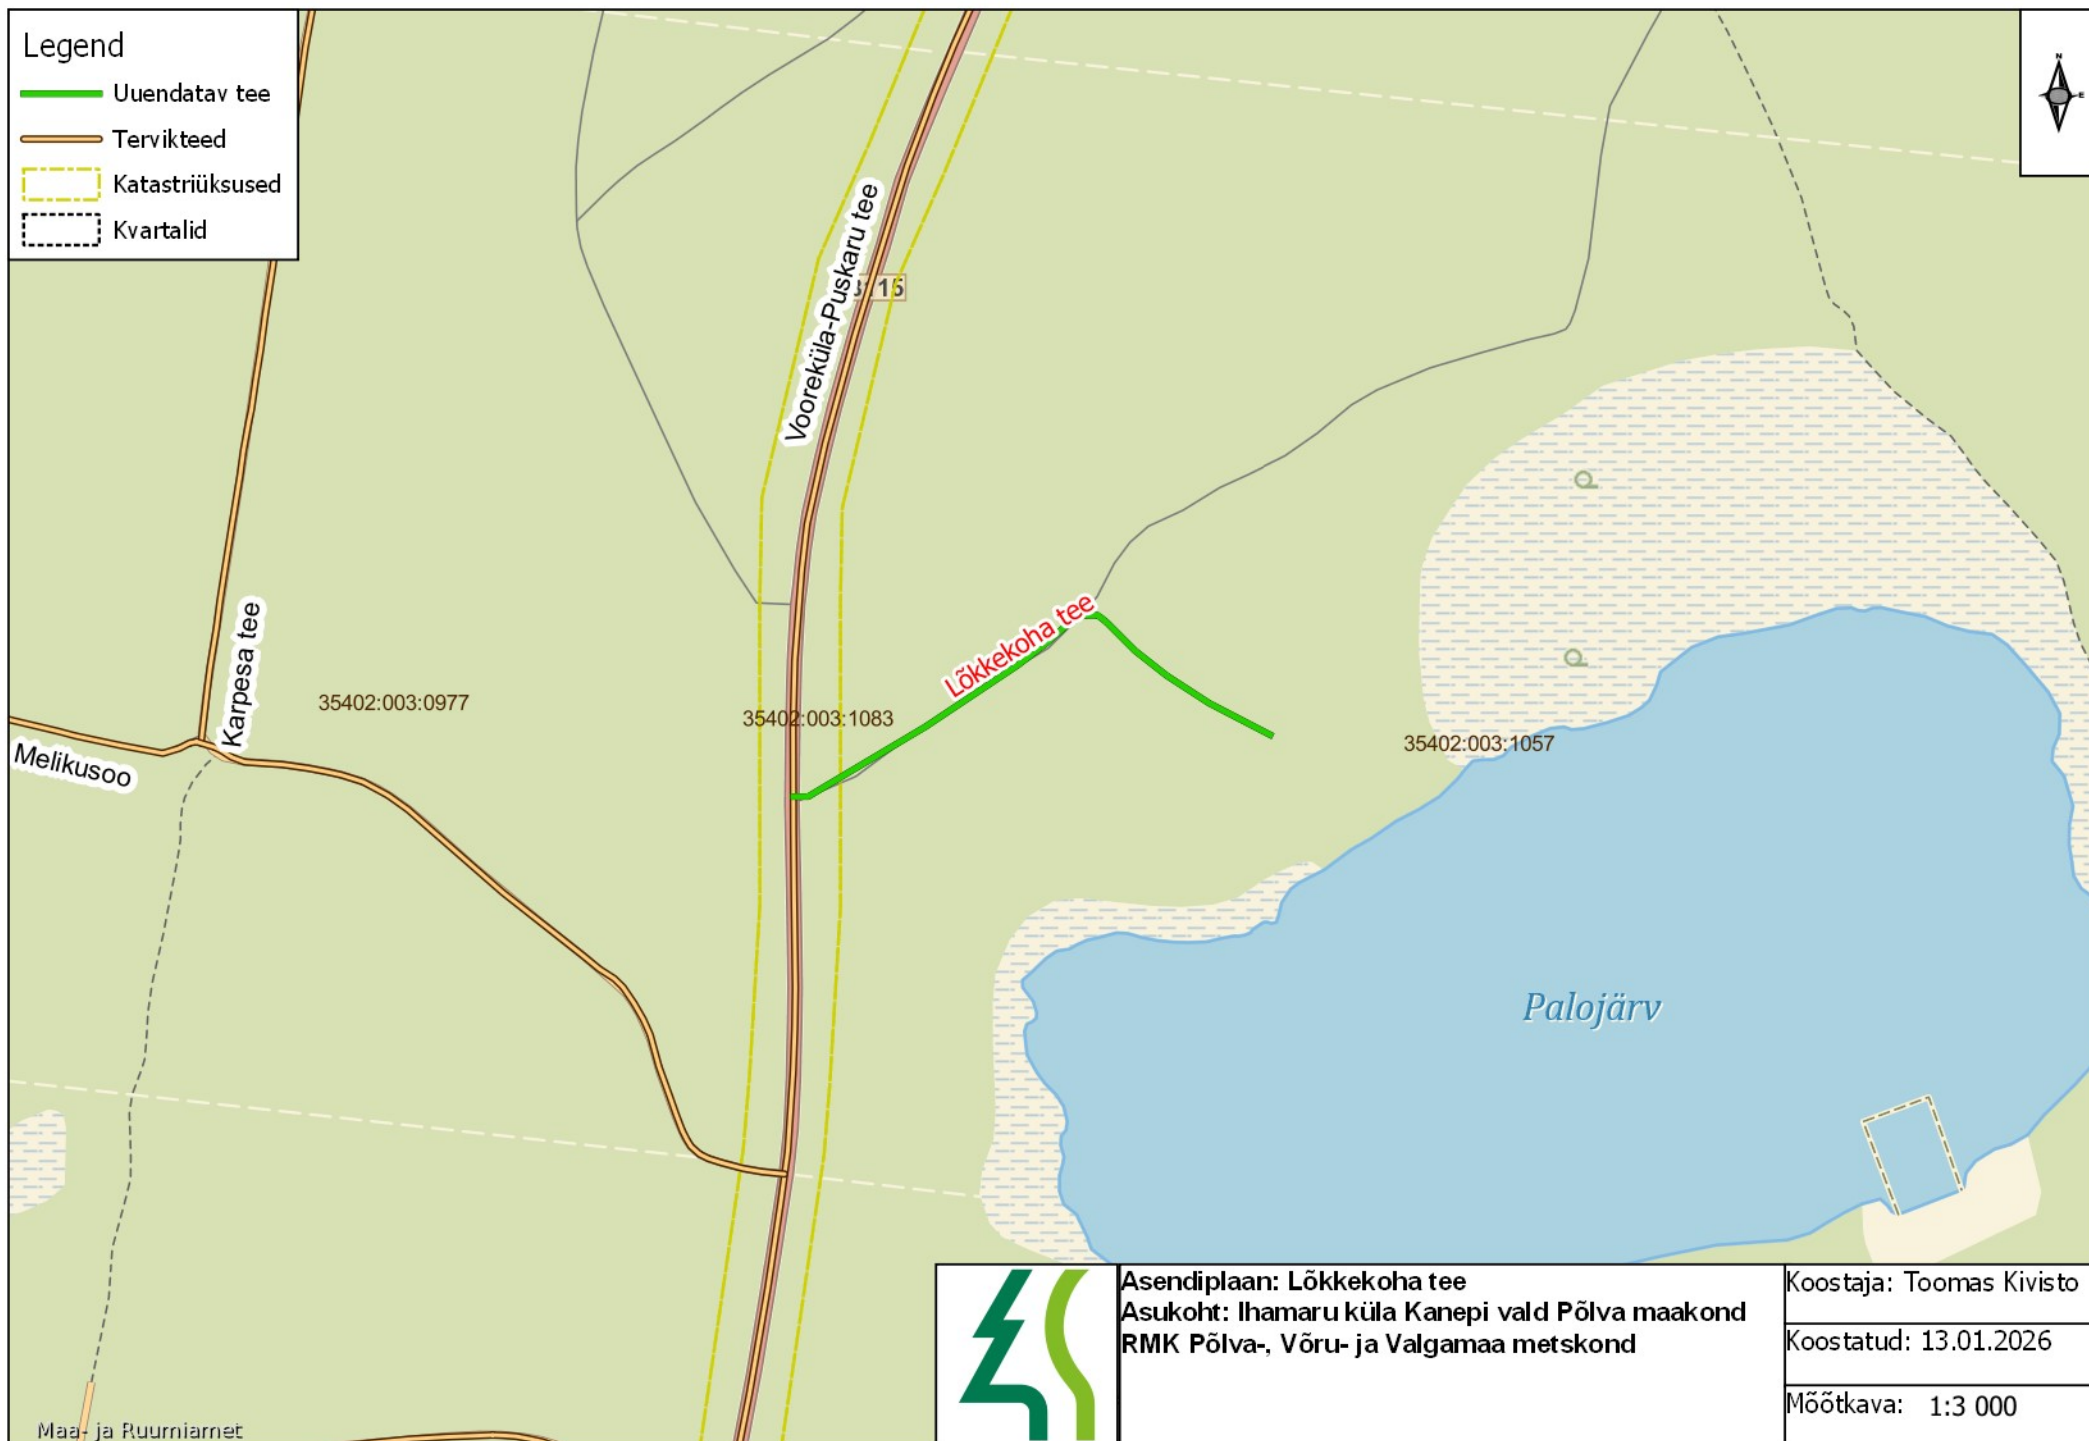 Legend
Uuendatav tee
Tervikteed
Katastriüksused
Kvartalid
N
E
Vooreküla-Puskaru tee
Lõkkekoha tee
Karpesa tee
35402:003:0977
35402:003:1083
35402:003:1057
Melikusoo
Palojärv
Asendiplaan: Lõkkekoha tee
Asukoht: Ihamaru küla Kanepi vald Põlva maakond
RMK Põlva-, Võru- ja Valgamaa metskond
Koostaja: Toomas Kivisto
Koostatud: 13.01.2026
Mõõtkava: 1:3 000
Maa- ja Ruumiamet